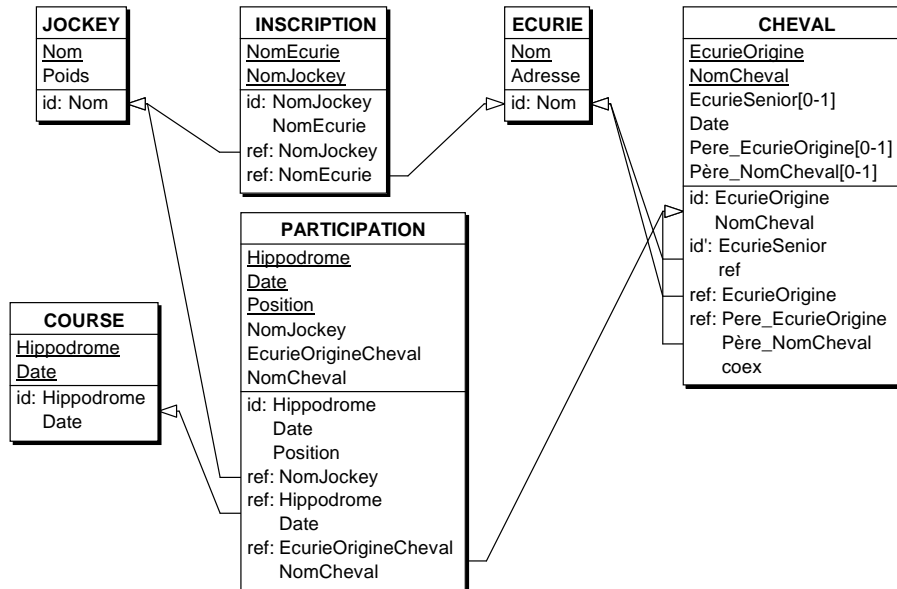 JOCKEY
Nom
Poids
id: Nom
INSCRIPTION
NomEcurie
NomJockey
id: NomJockey
NomEcurie
ref: NomJockey
ref: NomEcurie
ECURIE
Nom
Adresse
id: Nom
CHEVAL
EcurieOrigine
NomCheval
EcurieSenior[0-1]
Date
Pere_EcurieOrigine[0-1]
Père_NomCheval[0-1]
id: EcurieOrigine
NomCheval
id': EcurieSenior
ref
ref: EcurieOrigine
ref: Pere_EcurieOrigine
Père_NomCheval
coex
COURSE
Hippodrome
Date
id: Hippodrome
Date
PARTICIPATION
Hippodrome
Date
Position
NomJockey
EcurieOrigineCheval
NomCheval
id: Hippodrome
Date
Position
ref: NomJockey
ref: Hippodrome
Date
ref: EcurieOrigineCheval
NomCheval